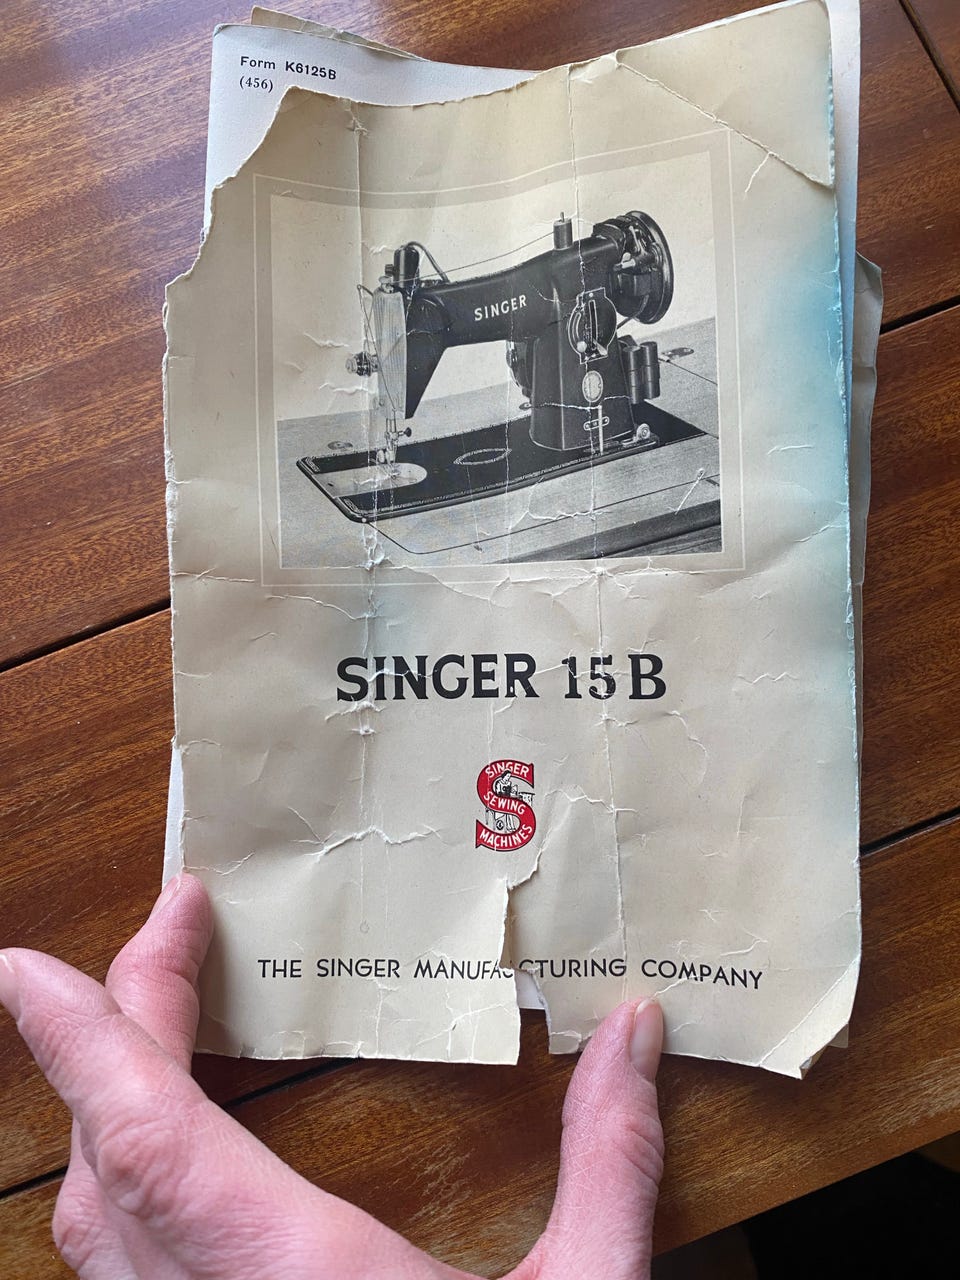 Form K6125B
(456)
SINGER
SINGER 15B
SINGER
SEWING
MACHINES
THE SINGER MANUFACTURING COMPANY